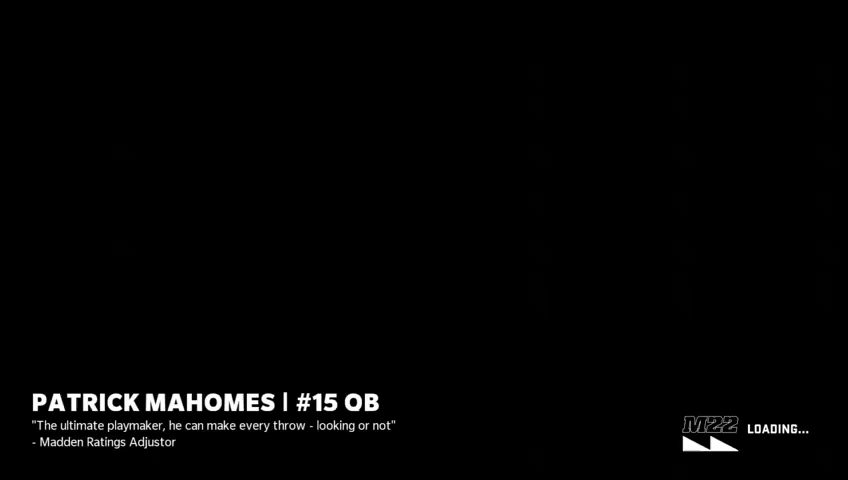 PATRICK MAHOMES | #15 QB
"The ultimate playmaker, he can make every throw - looking or not"
- Madden Ratings Adjustor
M22 LOADING...